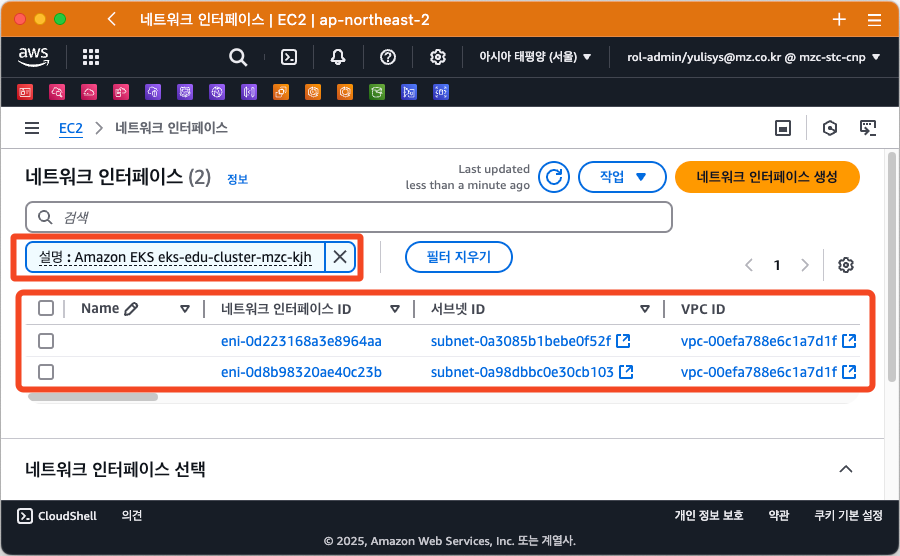 네트워크 인터페이스 | EC2 | ap-northeast-2
aws
아시아 태평양 (서울)
rol-admin/yulisys@mz.co.kr @ mzc-stc-cnp
EC2
네트워크 인터페이스
네트워크 인터페이스 (2) 정보
Last updated
less than a minute ago
작업
네트워크 인터페이스 생성
검색
설명 : Amazon EKS eks-edu-cluster-mzc-kjh
필터 지우기
1
Name 네트워크 인터페이스 ID 서브넷 ID VPC ID
eni-0d223168a3e8964aa subnet-0a3085b1bebe0f52f vpc-00efa788e6c1a7d1f
eni-0d8b98320ae40c23b subnet-0a98dbbc0e30cb103 vpc-00efa788e6c1a7d1f
네트워크 인터페이스 선택
CloudShell 의견 개인 정보 보호 약관 쿠키 기본 설정
© 2025, Amazon Web Services, Inc. 또는 계열사.